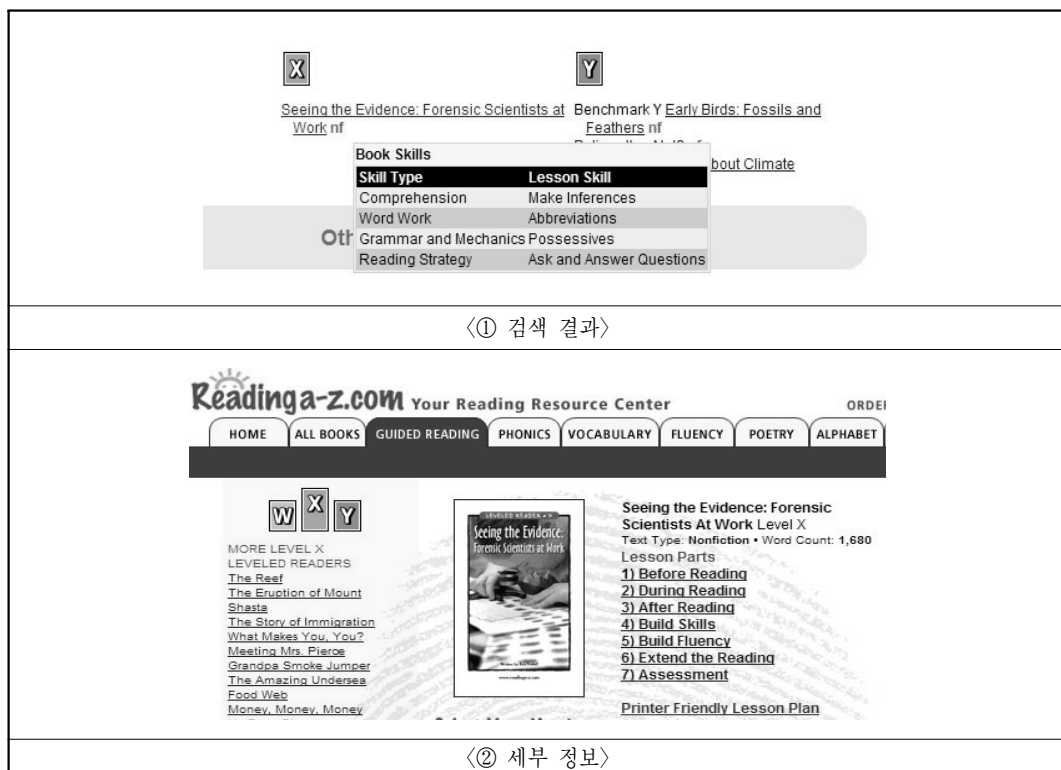 X
Y
Seeing the Evidence: Forensic Scientists at
Work nf
Benchmark Y Early Birds: Fossils and
Feathers nf
bout Climate
Book Skills
Skill Type Lesson Skill
Comprehension Make Inferences
Word Work Abbreviations
Grammar and Mechanics Possessives
Reading Strategy Ask and Answer Questions
Oth
〈① 검색 결과〉
Readinga-z.com Your Reading Resource Center
ORDE
HOME ALL BOOKS GUIDED READING PHONICS VOCABULARY FLUENCY POETRY ALPHABET
W X Y
MORE LEVEL X
LEVELED READERS
The Reef
The Eruption of Mount
Shasta
The Story of Immigration
What Makes You, You?
Meeting Mrs. Pierce
Grandpa Smoke Jumper
The Amazing Undersea
Food Web
Money, Money, Money
LEVELED READER • X
Seeing the Evidence:
Forensic Scientists at Work
www.readinga-z.com
Seeing the Evidence: Forensic
Scientists At Work Level X
Text Type: Nonfiction • Word Count: 1,680
Lesson Parts
1) Before Reading
2) During Reading
3) After Reading
4) Build Skills
5) Build Fluency
6) Extend the Reading
7) Assessment
Printer Friendly Lesson Plan
〈② 세부 정보〉